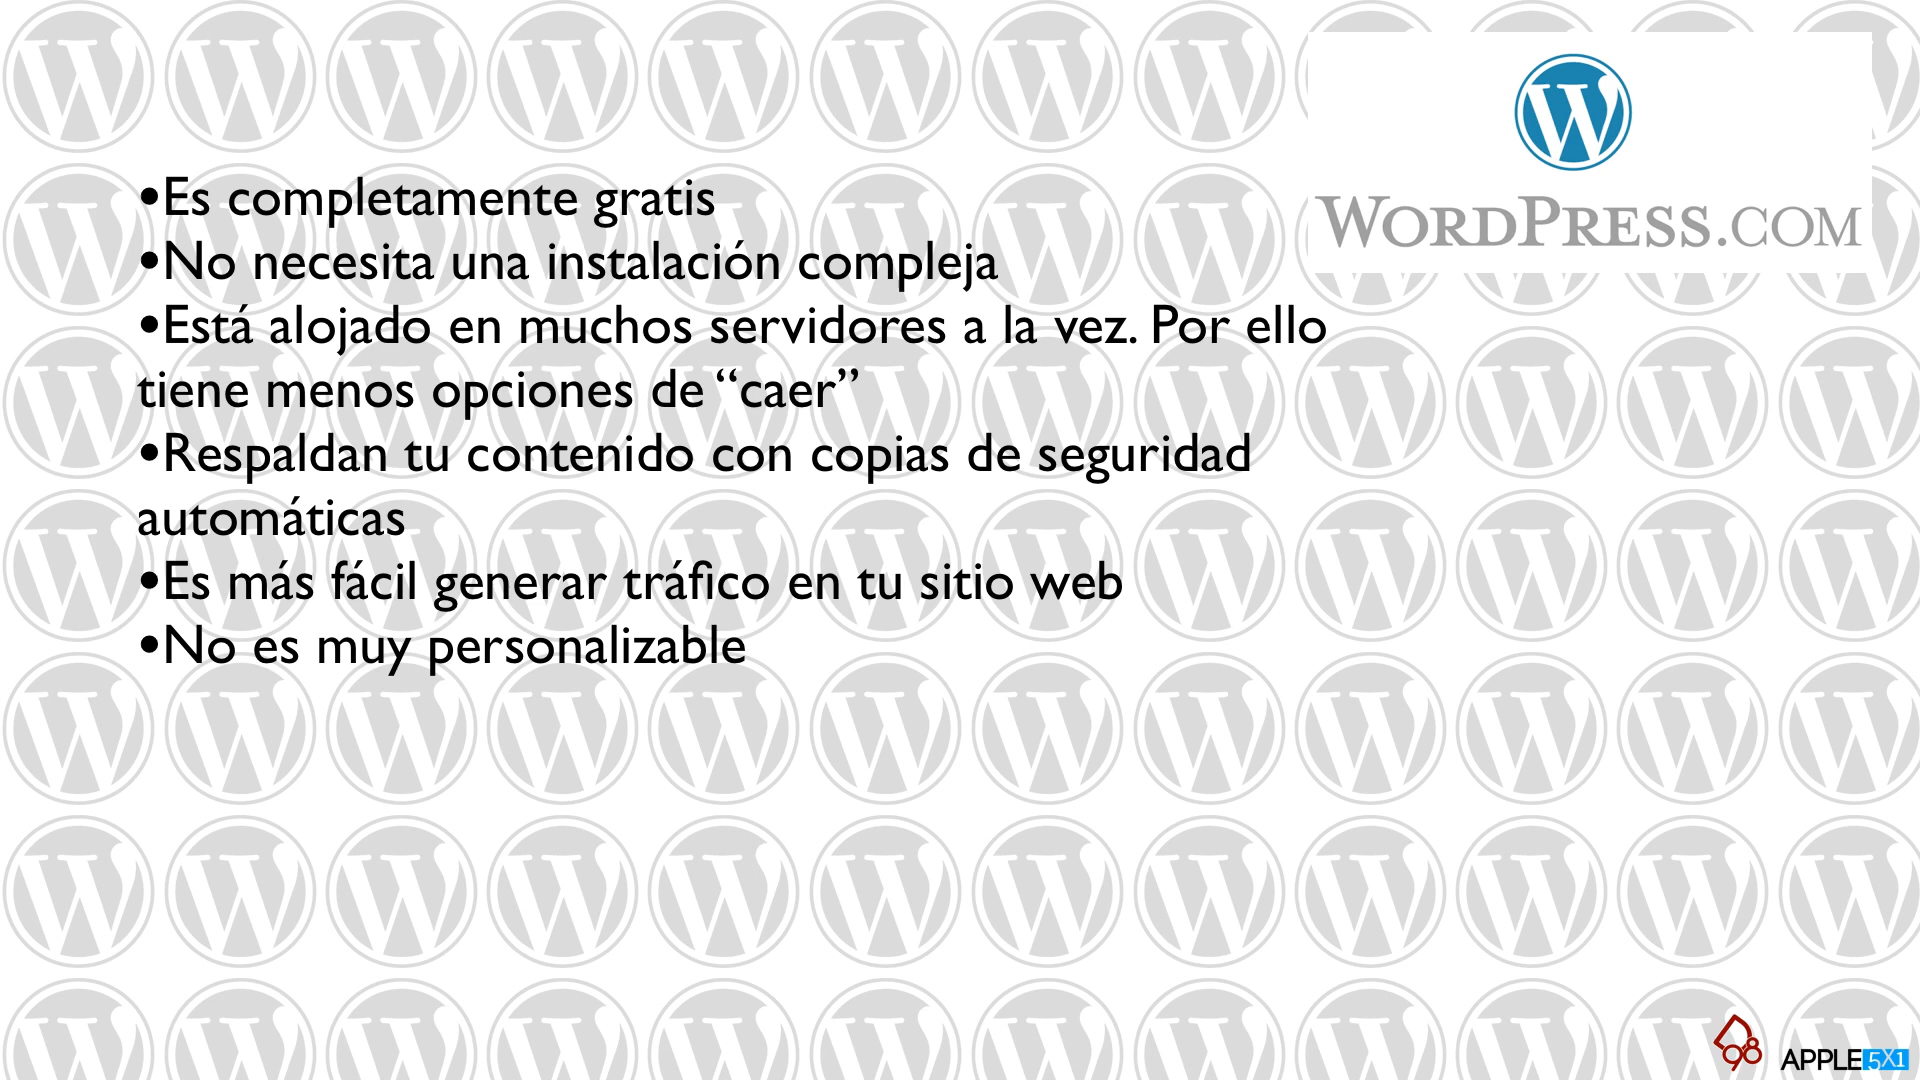 WORDPRESS.COM
•Es completamente gratis
•No necesita una instalación compleja
•Está alojado en muchos servidores a la vez. Por ello
tiene menos opciones de “caer”
•Respaldan tu contenido con copias de seguridad
automáticas
•Es más fácil generar tráfico en tu sitio web
•No es muy personalizable
98
APPLE5X1